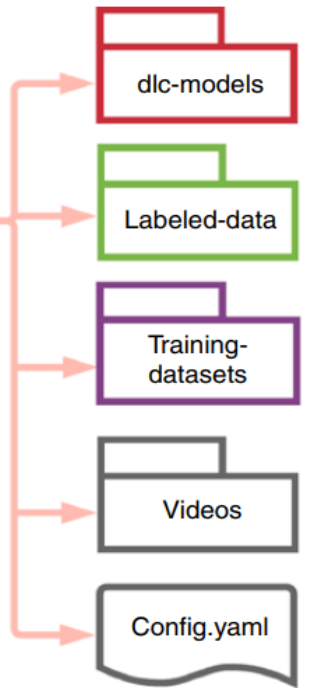 dlc-models
Labeled-data
Training-
datasets
Videos
Config.yaml